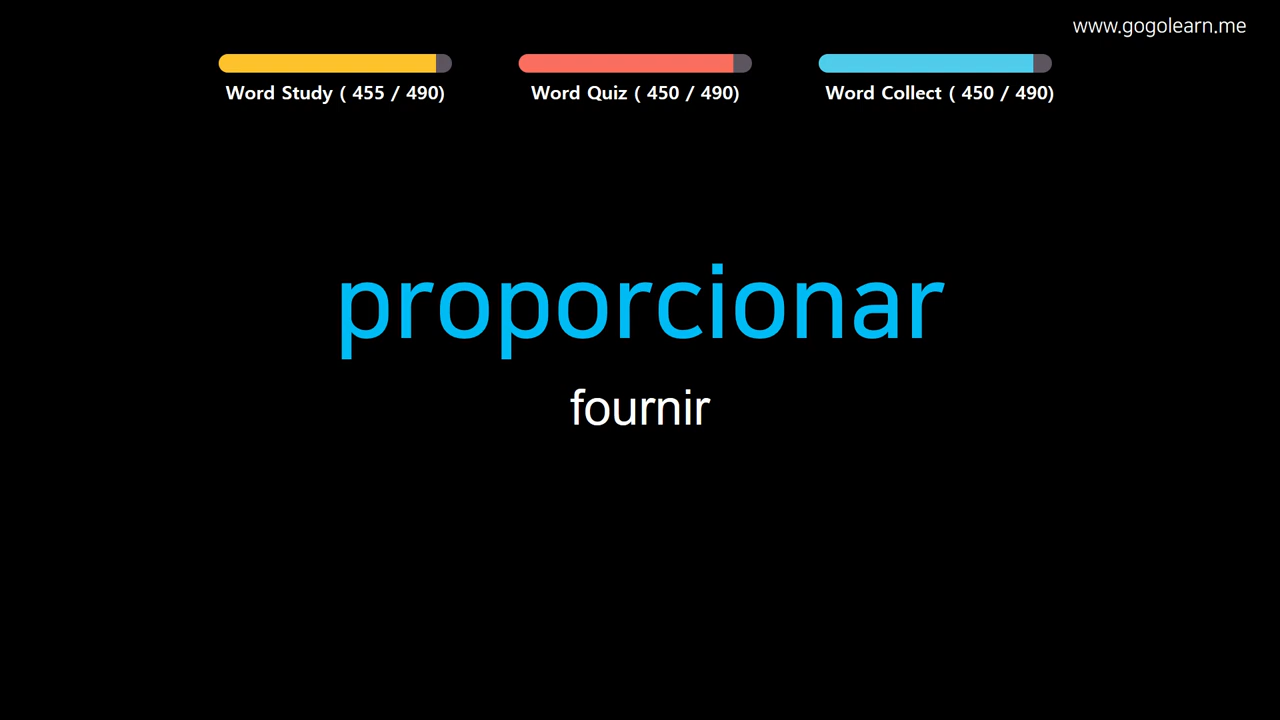 www.gogolearn.me
Word Study ( 455 / 490)
Word Quiz ( 450 / 490)
Word Collect ( 450 / 490)
proporcionar
fournir